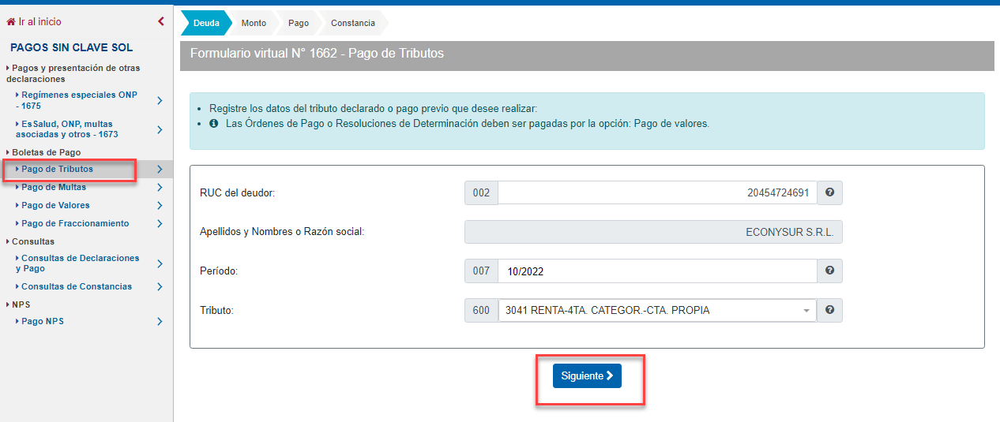 Ir al inicio
PAGOS SIN CLAVE SOL
Pagos y presentación de otras
declaraciones
Regímenes especiales ONP
- 1675
EsSalud, ONP, multas
asociadas y otros - 1673
Boletas de Pago
Pago de Tributos
Pago de Multas
Pago de Valores
Pago de Fraccionamiento
Consultas
Consultas de Declaraciones
y Pago
Consultas de Constancias
NPS
Pago NPS
Deuda Monto Pago Constancia
Formulario virtual N° 1662 - Pago de Tributos
Registre los datos del tributo declarado o pago previo que desee realizar:
Las Órdenes de Pago o Resoluciones de Determinación deben ser pagadas por la opción: Pago de valores.
RUC del deudor: 002 20454724691
Apellidos y Nombres o Razón social: ECONYSUR S.R.L.
Período: 007 10/2022
Tributo: 600 3041 RENTA-4TA. CATEGOR.-CTA. PROPIA
Siguiente